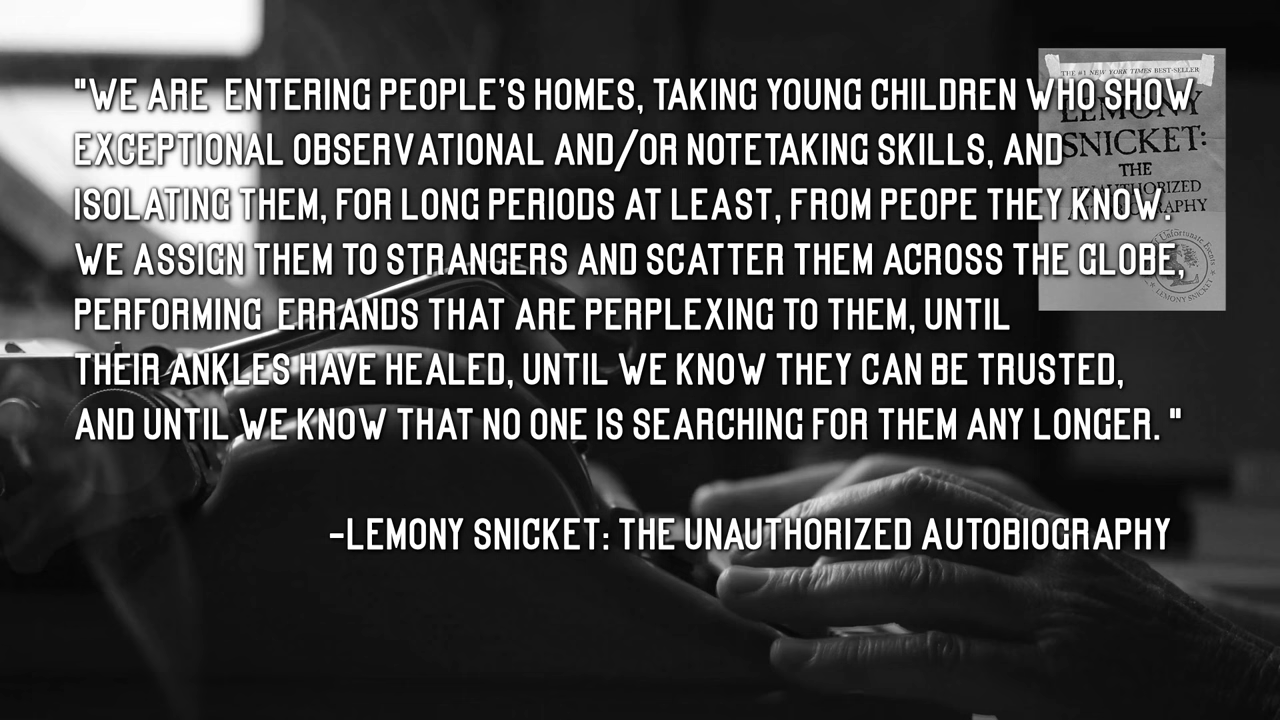 "WE ARE ENTERING PEOPLE'S HOMES, TAKING YOUNG CHILDREN WHO SHOW
EXCEPTIONAL OBSERVATIONAL AND/OR NOTETAKING SKILLS, AND
ISOLATING THEM, FOR LONG PERIODS AT LEAST, FROM PEOPE THEY KNOW.
WE ASSIGN THEM TO STRANGERS AND SCATTER THEM ACROSS THE GLOBE,
PERFORMING ERRANDS THAT ARE PERPLEXING TO THEM, UNTIL
THEIR ANKLES HAVE HEALED, UNTIL WE KNOW THEY CAN BE TRUSTED,
AND UNTIL WE KNOW THAT NO ONE IS SEARCHING FOR THEM ANY LONGER. "
-LEMONY SNICKET: THE UNAUTHORIZED AUTOBIOGRAPHY
THE #1 NEW YORK TIMES BEST-SELLER
LEMONY
SNICKET:
THE
UNAUTHORIZED
LEMONY SNICKET